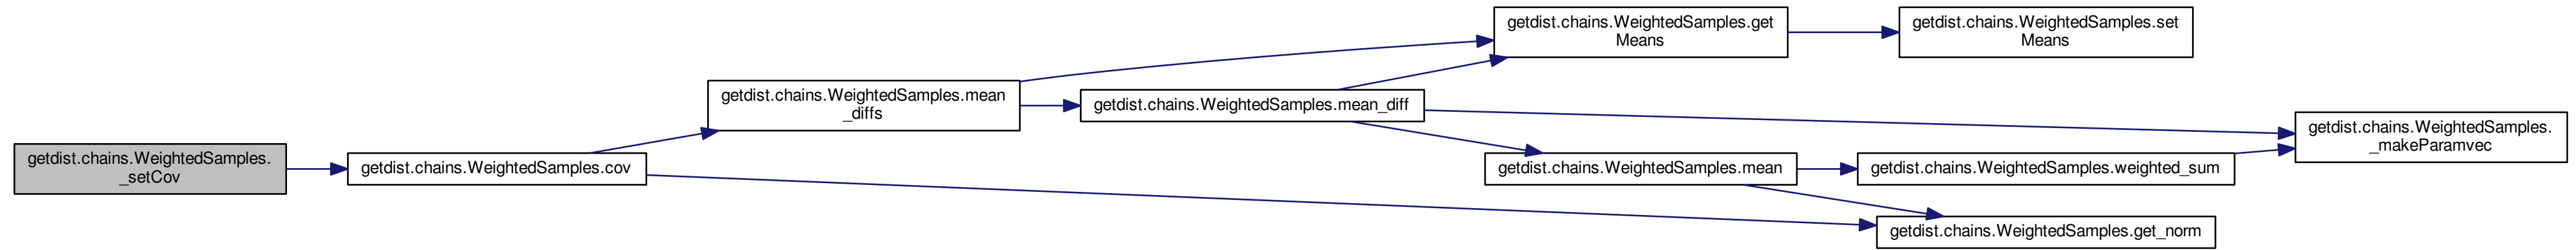 getdist.chains.WeightedSamples.
_setCov
getdist.chains.WeightedSamples.cov
getdist.chains.WeightedSamples.mean
_diffs
getdist.chains.WeightedSamples.mean_diff
getdist.chains.WeightedSamples.get
Means
getdist.chains.WeightedSamples.set
Means
getdist.chains.WeightedSamples.mean
getdist.chains.WeightedSamples.weighted_sum
getdist.chains.WeightedSamples.get_norm
getdist.chains.WeightedSamples.
_makeParamvec